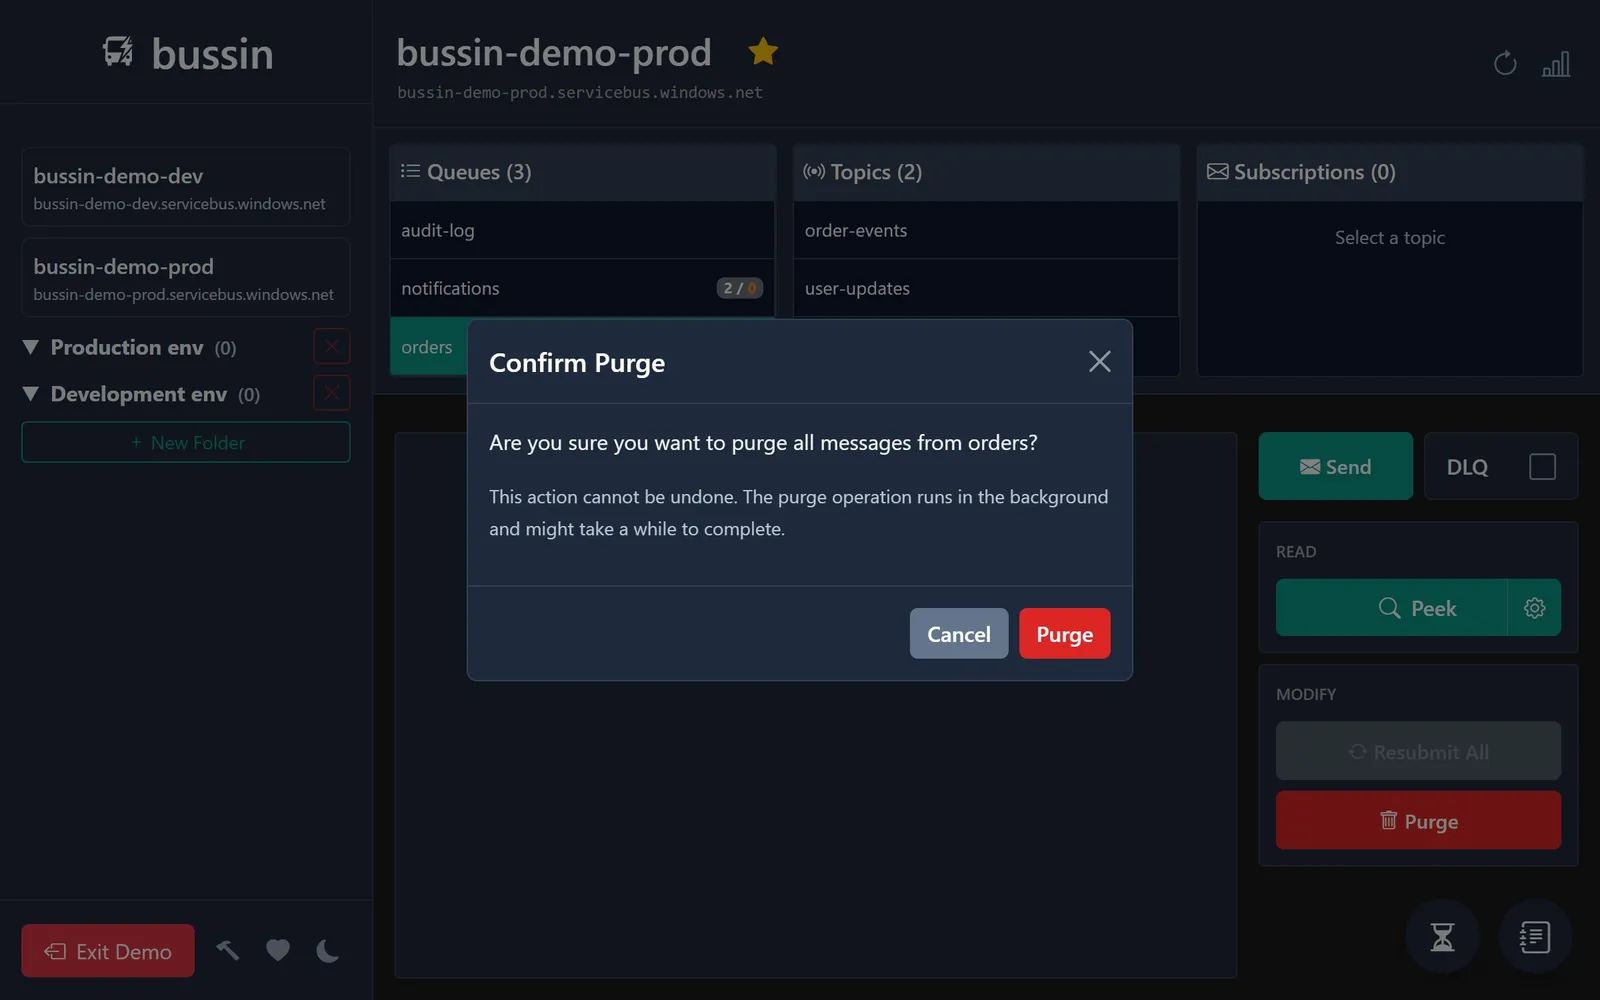 bussin
bussin-demo-prod
bussin-demo-prod.servicebus.windows.net
bussin-demo-dev
bussin-demo-dev.servicebus.windows.net
bussin-demo-prod
bussin-demo-prod.servicebus.windows.net
Production env (0)
Development env (0)
+ New Folder
Exit Demo
Queues (3)
audit-log
notifications
2 / 0
orders
Topics (2)
order-events
user-updates
Subscriptions (0)
Select a topic
Confirm Purge
Are you sure you want to purge all messages from orders?
This action cannot be undone. The purge operation runs in the background
and might take a while to complete.
Cancel
Purge
Send
DLQ
READ
Peek
MODIFY
Resubmit All
Purge